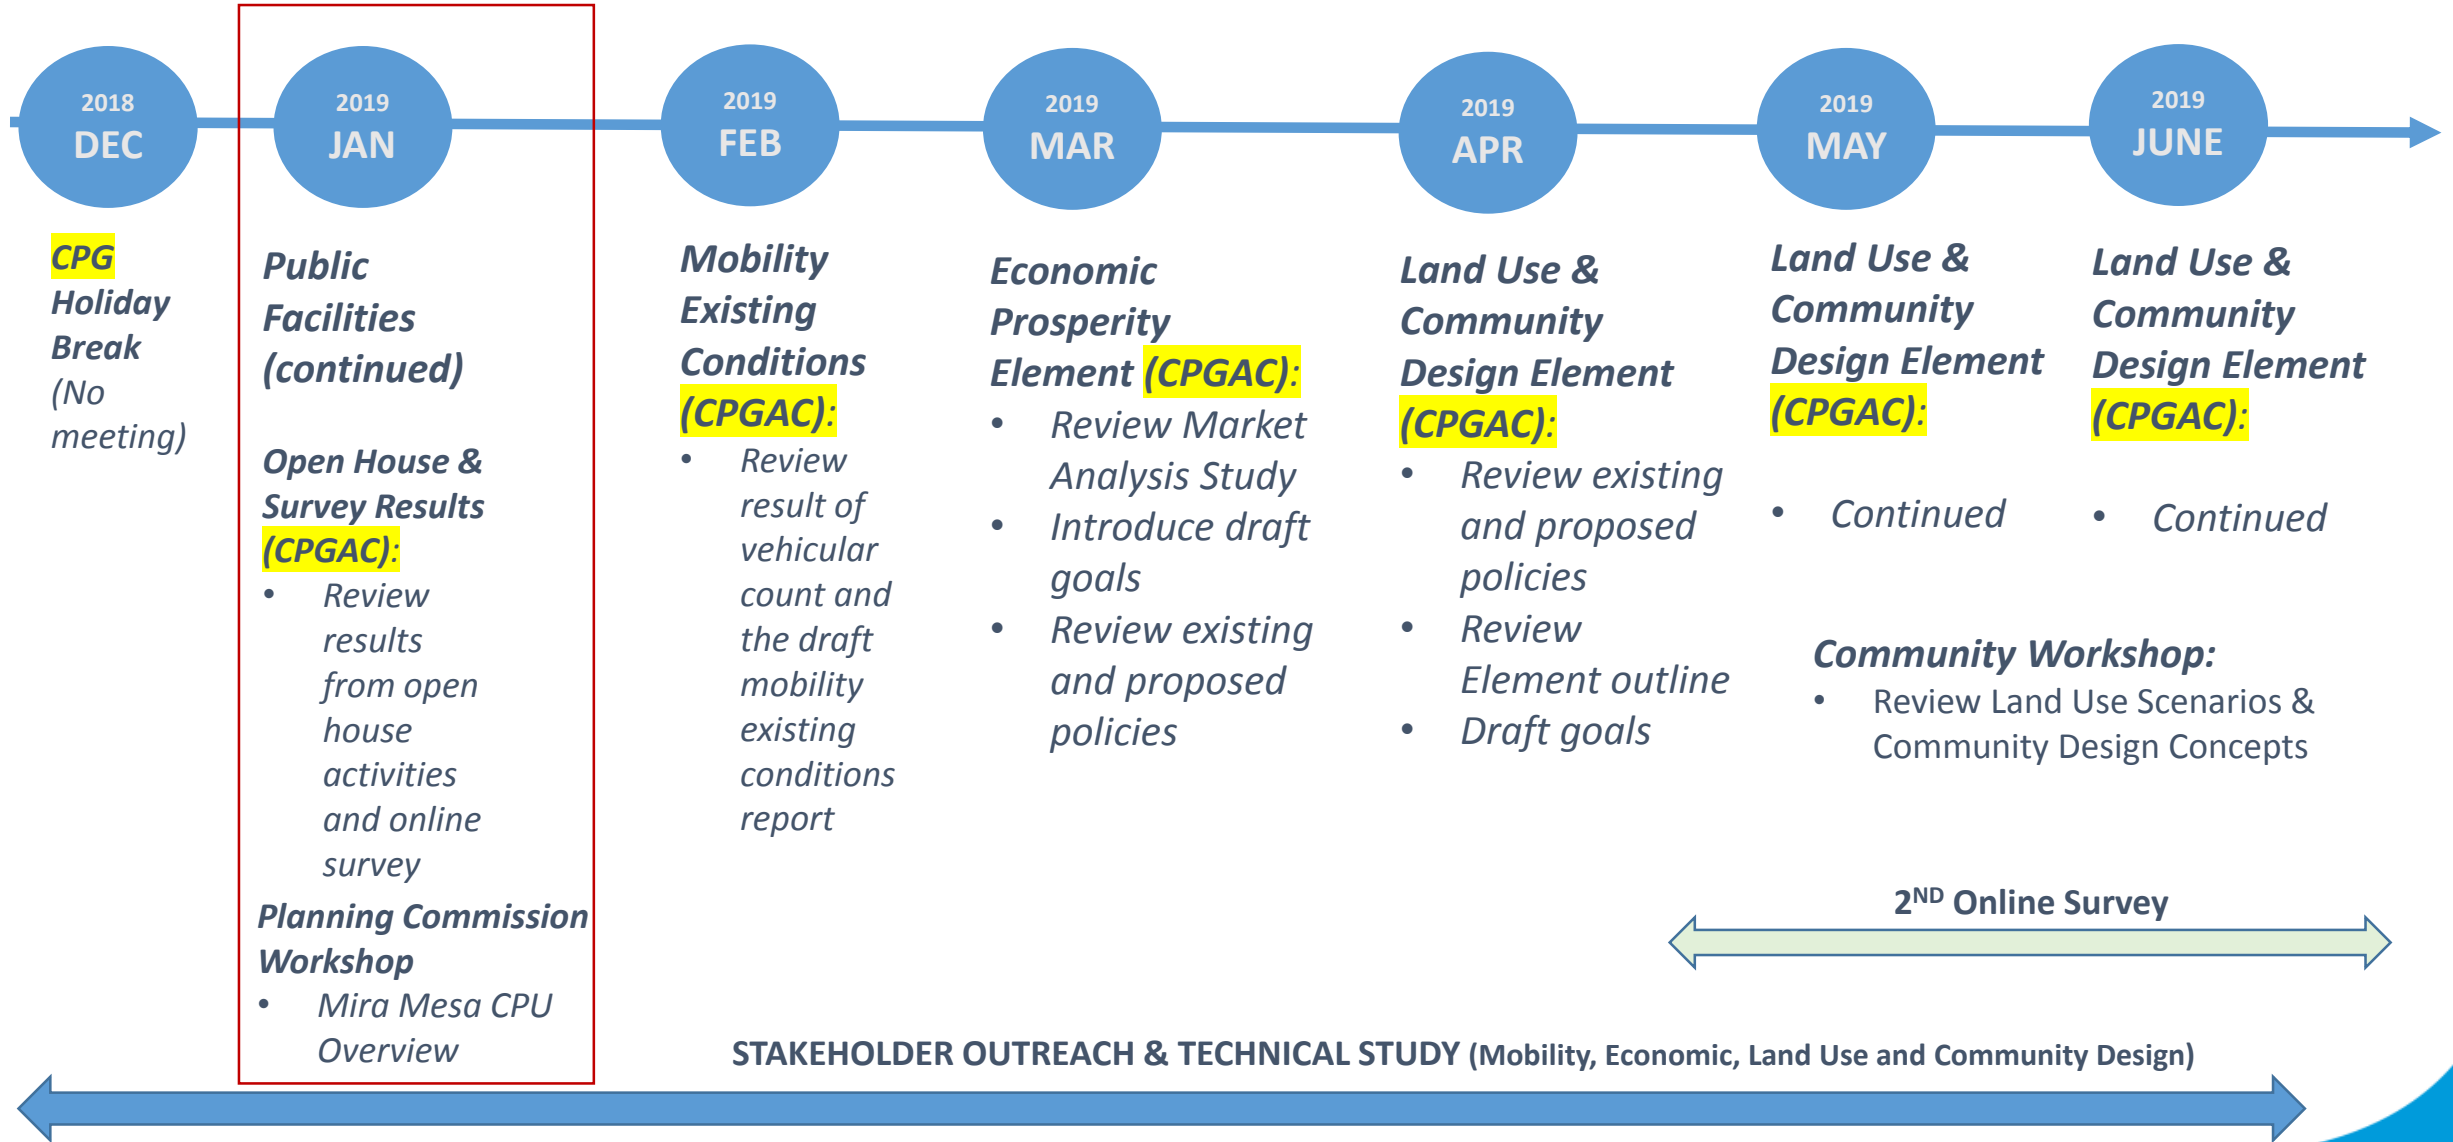 2018
DEC
2019
JAN
2019
FEB
2019
MAR
2019
APR
2019
MAY
2019
JUNE
CPG
Holiday
Break
(No
meeting)
Public
Facilities
(continued)
Open House &
Survey Results
(CPGAC):
• Review
results
from open
house
activities
and online
survey
Planning Commission
Workshop
• Mira Mesa CPU
Overview
Mobility
Existing
Conditions
(CPGAC):
• Review
result of
vehicular
count and
the draft
mobility
existing
conditions
report
Economic
Prosperity
Element (CPGAC):
• Review Market
Analysis Study
• Introduce draft
goals
• Review existing
and proposed
policies
Land Use &
Community
Design Element
(CPGAC):
• Review existing
and proposed
policies
• Review
Element outline
• Draft goals
Land Use &
Community
Design Element
(CPGAC):
• Continued
Land Use &
Community
Design Element
(CPGAC):
• Continued
Community Workshop:
• Review Land Use Scenarios &
Community Design Concepts
2ND Online Survey
STAKEHOLDER OUTREACH & TECHNICAL STUDY (Mobility, Economic, Land Use and Community Design)